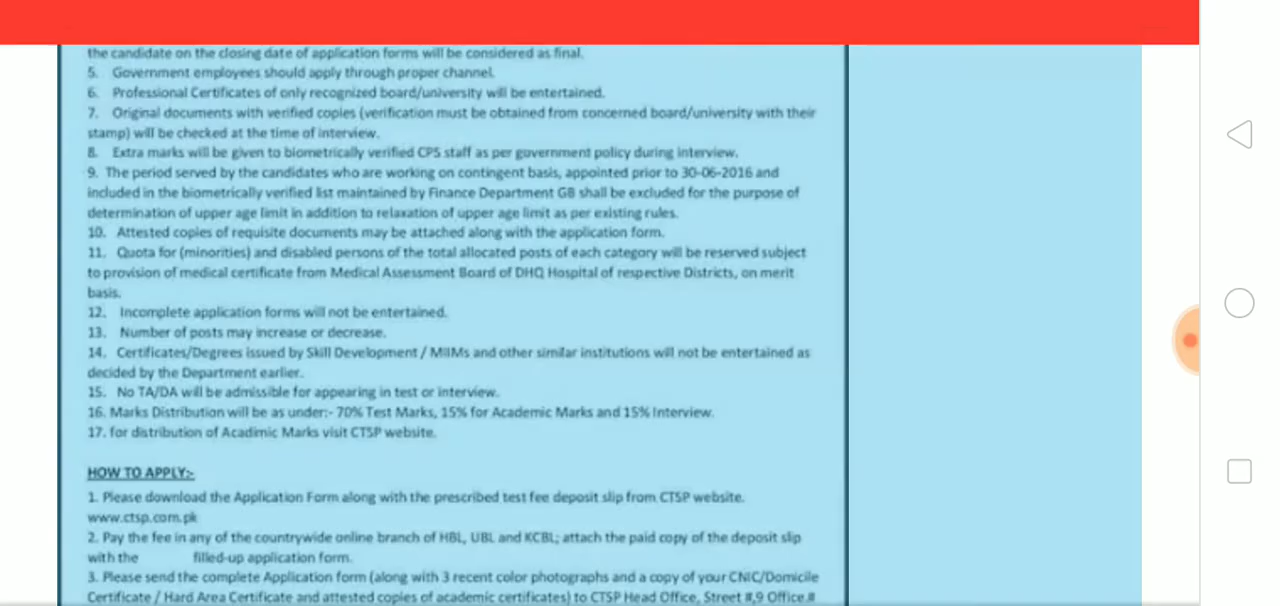 the candidate on the closing date of application forms will be considered as final.
5. Government employees should apply through proper channel.
6. Professional Certificates of only recognized board/university will be entertained.
7. Original documents with verified copies (verification must be obtained from concerned board/university with their
stamp) will be checked at the time of interview.
8. Extra marks will be given to biometrically verified CPS staff as per government policy during interview.
9. The period served by the candidates who are working on contingent basis, appointed prior to 30-06-2016 and
included in the biometrically verified list maintained by Finance Department GB shall be excluded for the purpose of
determination of upper age limit in addition to relaxation of upper age limit as per existing rules.
10. Attested copies of requisite documents may be attached along with the application form.
11. Quota for (minorities) and disabled persons of the total allocated posts of each category will be reserved subject
to provision of medical certificate from Medical Assessment Board of DHQ Hospital of respective Districts, on merit
basis.
12. Incomplete application forms will not be entertained.
13. Number of posts may increase or decrease.
14. Certificates/Degrees issued by Skill Development / MIIMs and other similar institutions will not be entertained as
decided by the Department earlier.
15. No TA/DA will be admissible for appearing in test or interview.
16. Marks Distribution will be as under:- 70% Test Marks, 15% for Academic Marks and 15% Interview.
17. for distribution of Acadimic Marks visit CTSP website.
HOW TO APPLY:-
1. Please download the Application Form along with the prescribed test fee deposit slip from CTSP website.
www.ctsp.com.pk
2. Pay the fee in any of the countrywide online branch of HBL, UBL and KCBL; attach the paid copy of the deposit slip
with the filled-up application form.
3. Please send the complete Application form (along with 3 recent color photographs and a copy of your CNIC/Domicile
Certificate / Hard Area Certificate and attested copies of academic certificates) to CTSP Head Office, Street #,9 Office.#